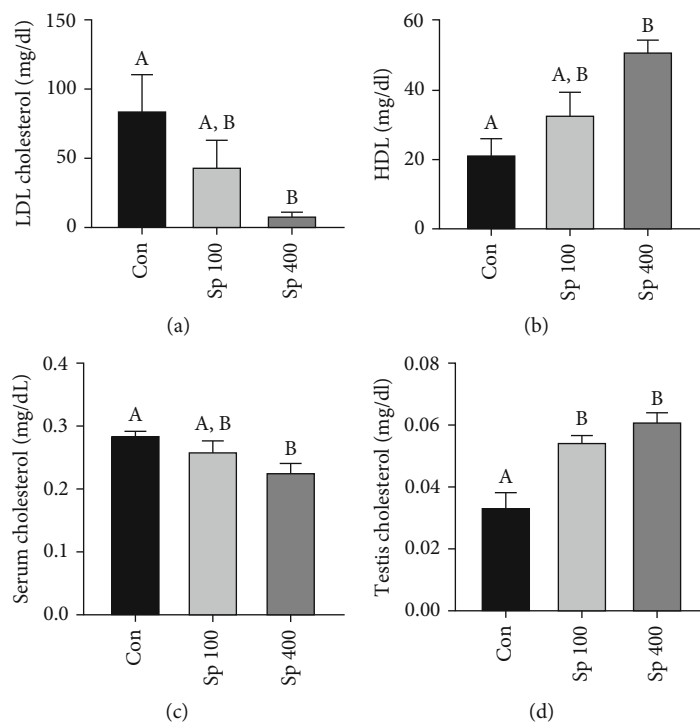 LDL cholesterol (mg/dl)
150
100
50
0
A
A, B
B
Con
Sp 100
Sp 400
(a)
HDL (mg/dl)
60
40
20
0
A
A, B
B
Con
Sp 100
Sp 400
(b)
Serum cholesterol (mg/dL)
0.4
0.3
0.2
0.1
0.0
A
A, B
B
Con
Sp 100
Sp 400
(c)
Testis cholesterol (mg/dl)
0.08
0.06
0.04
0.02
0.00
A
B
B
Con
Sp 100
Sp 400
(d)